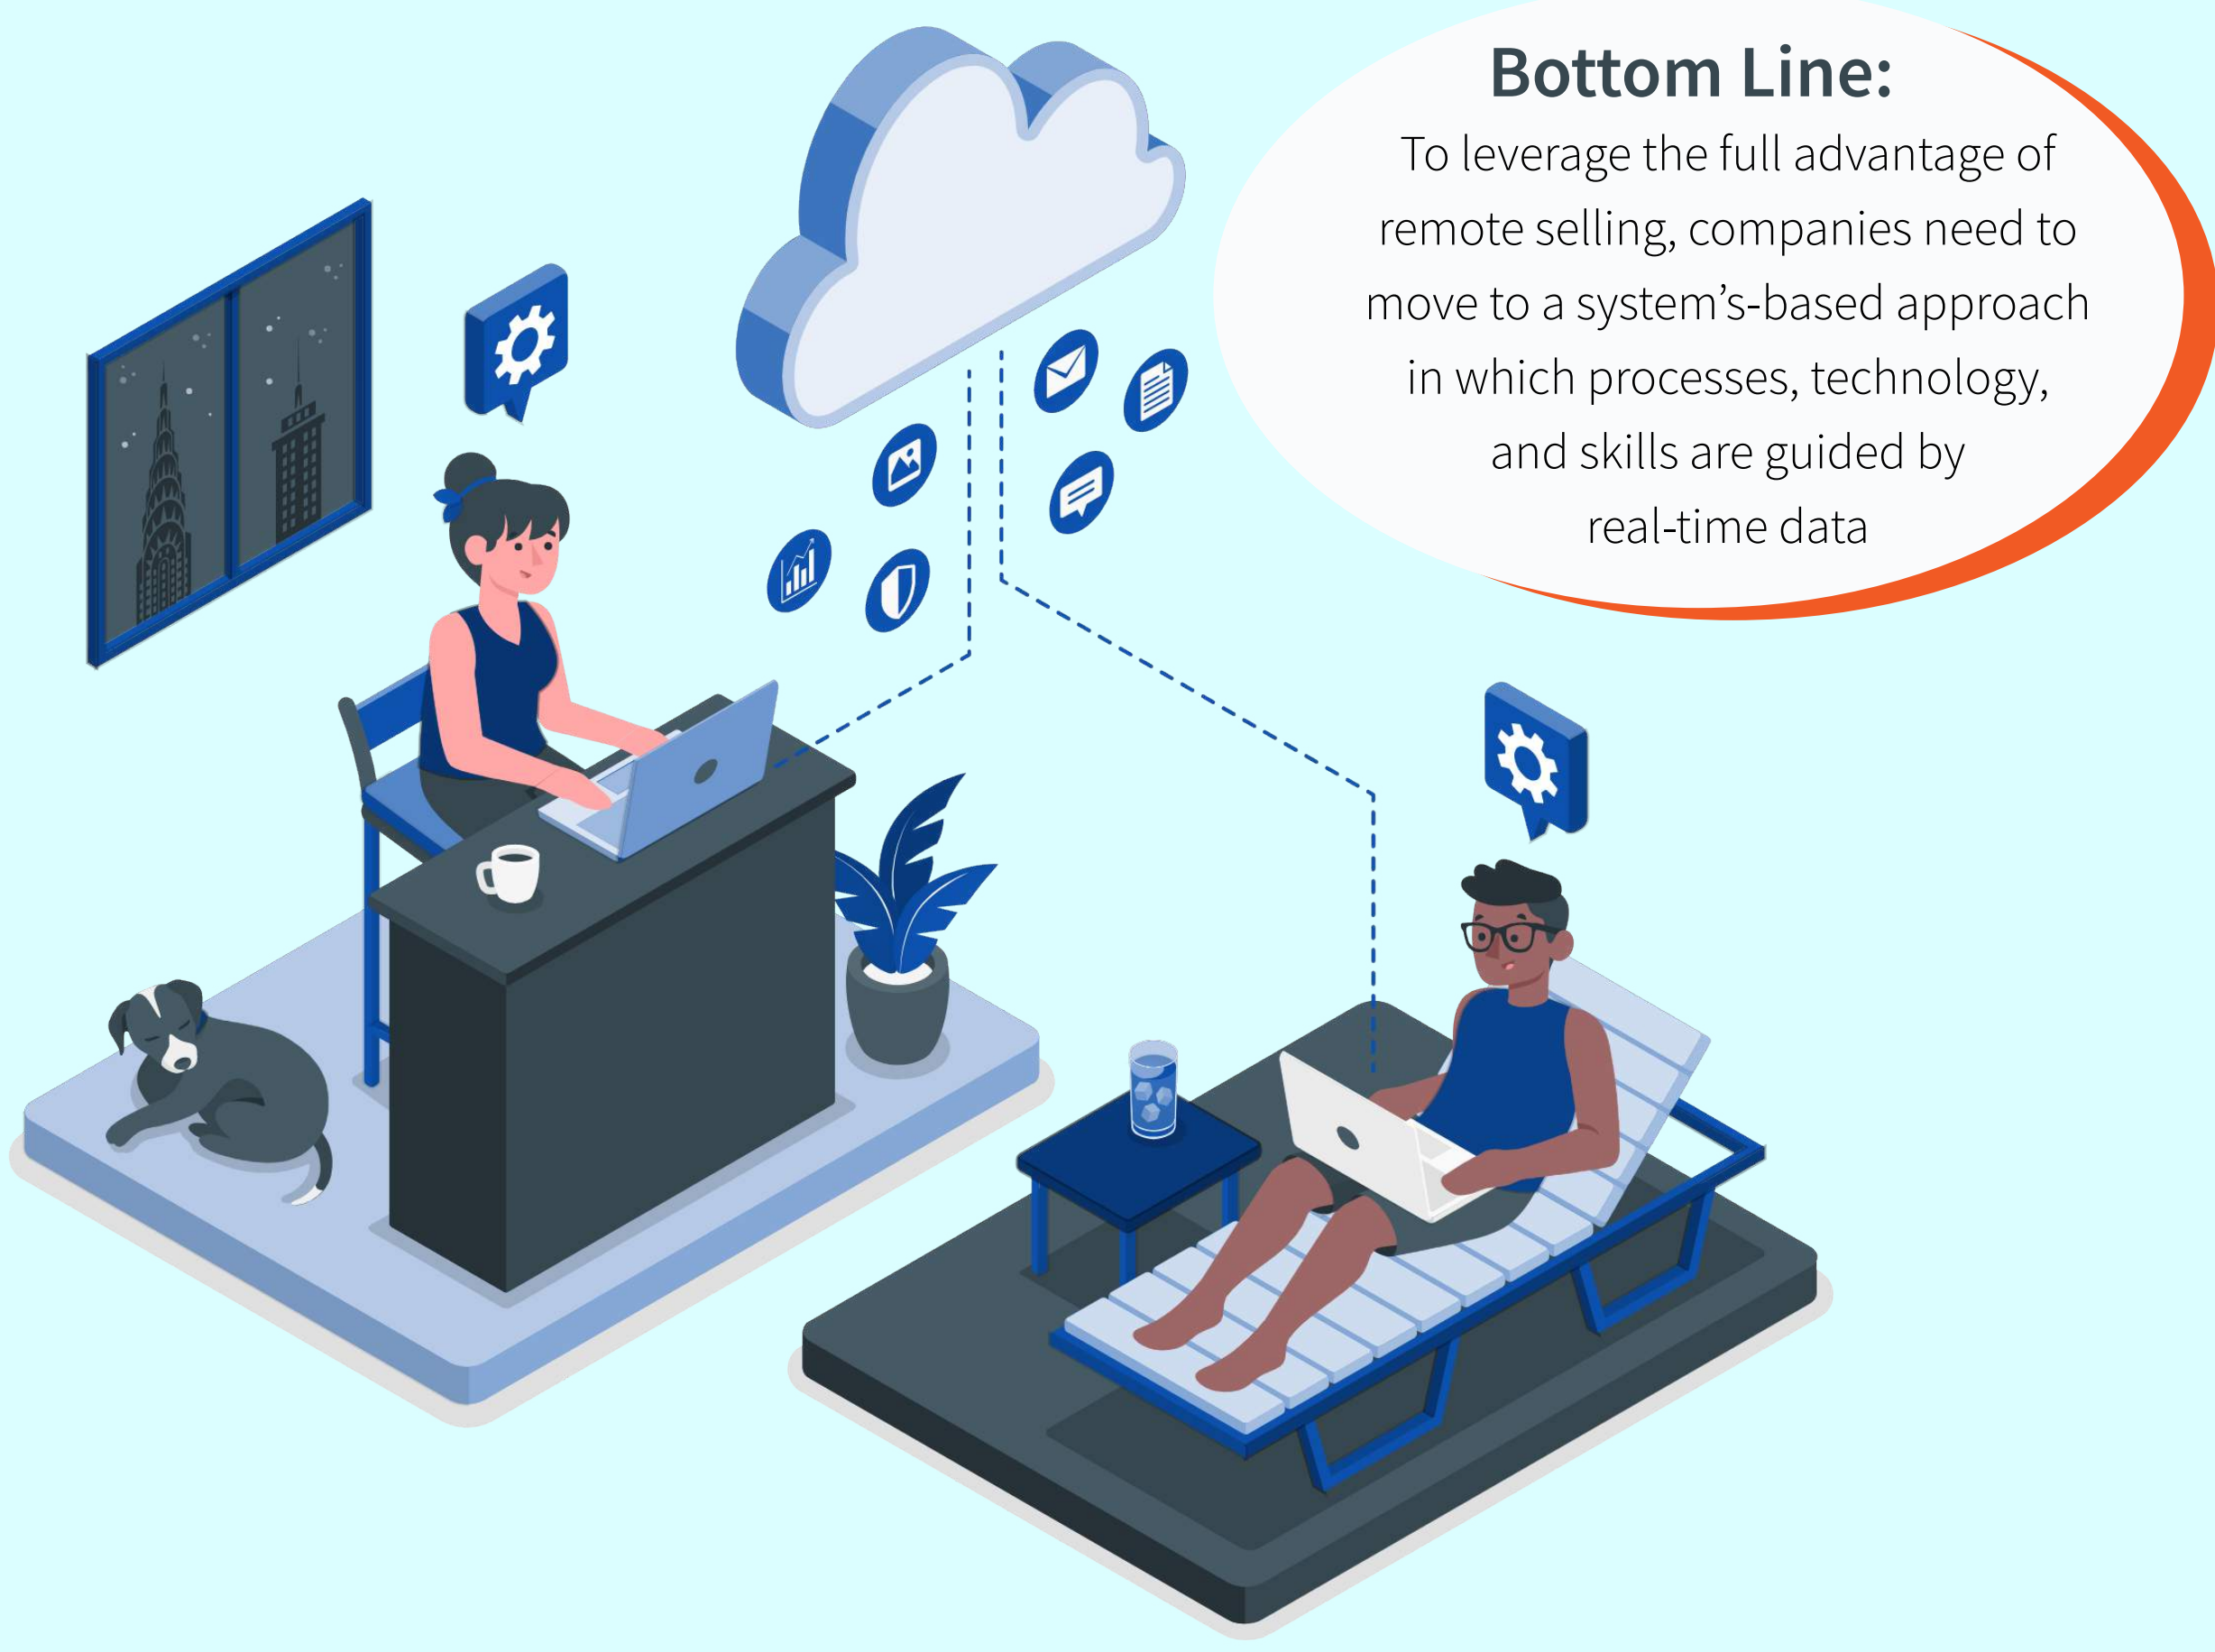 Bottom Line:
To leverage the full advantage of
remote selling, companies need to
move to a system’s-based approach
in which processes, technology,
and skills are guided by
real-time data